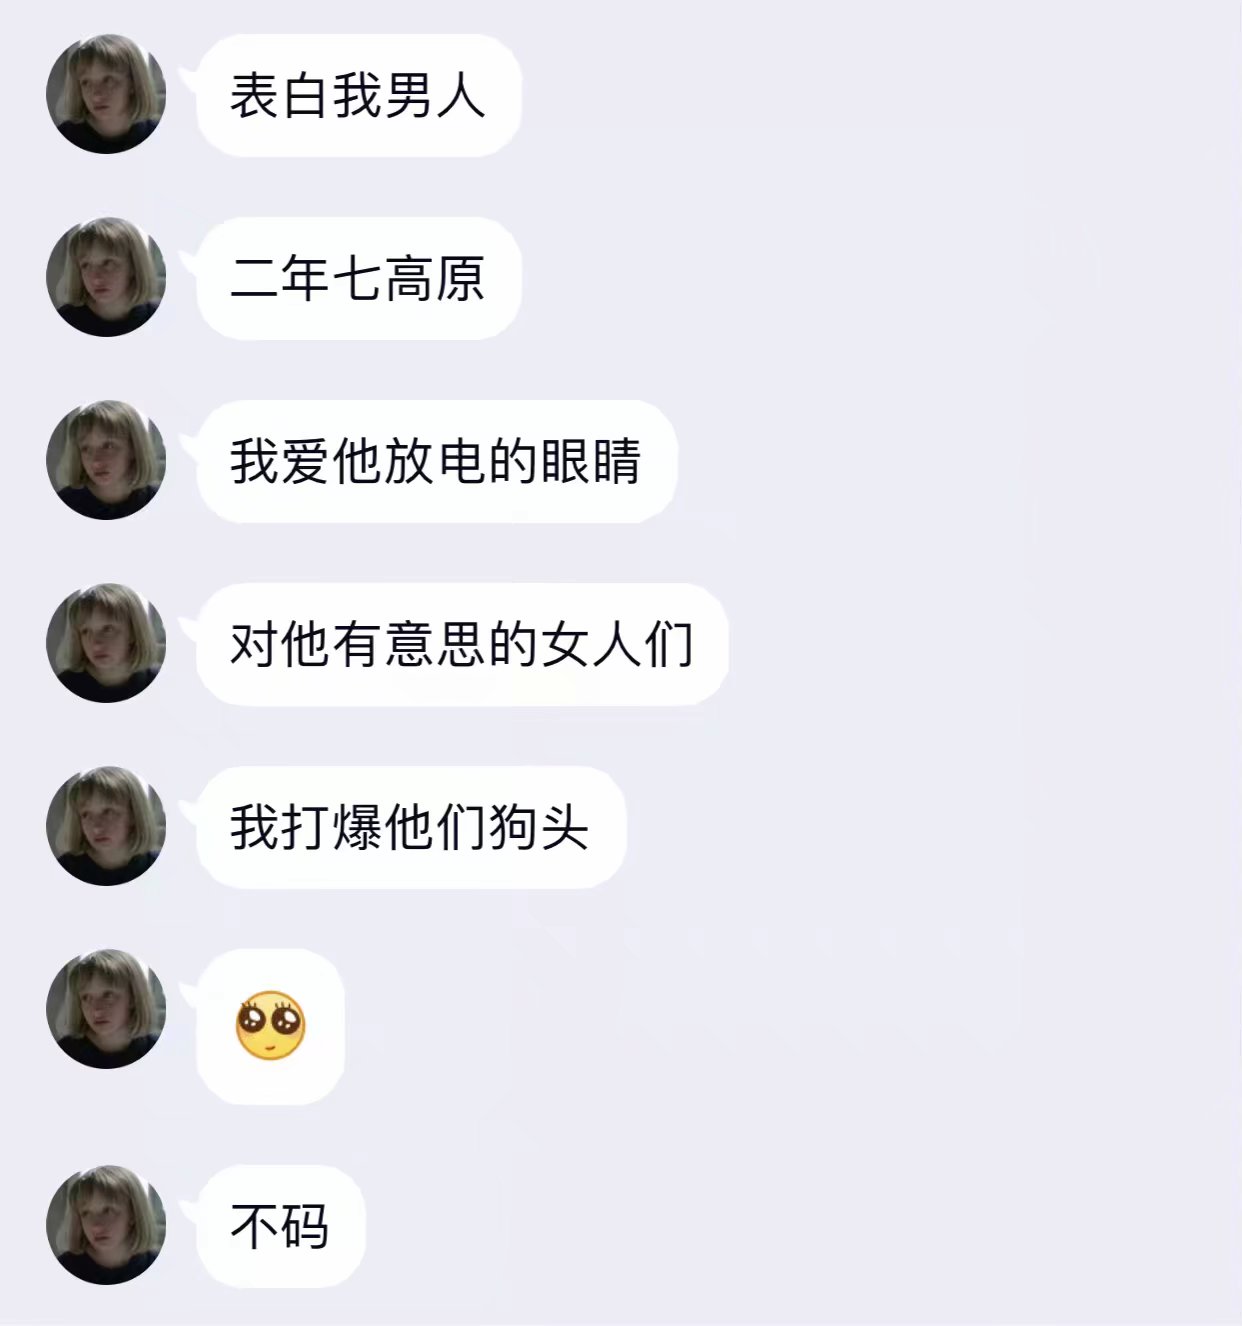 表白我男人
二年七高原
我爱他放电的眼睛
对他有意思的女人们
我打爆他们狗头
不码